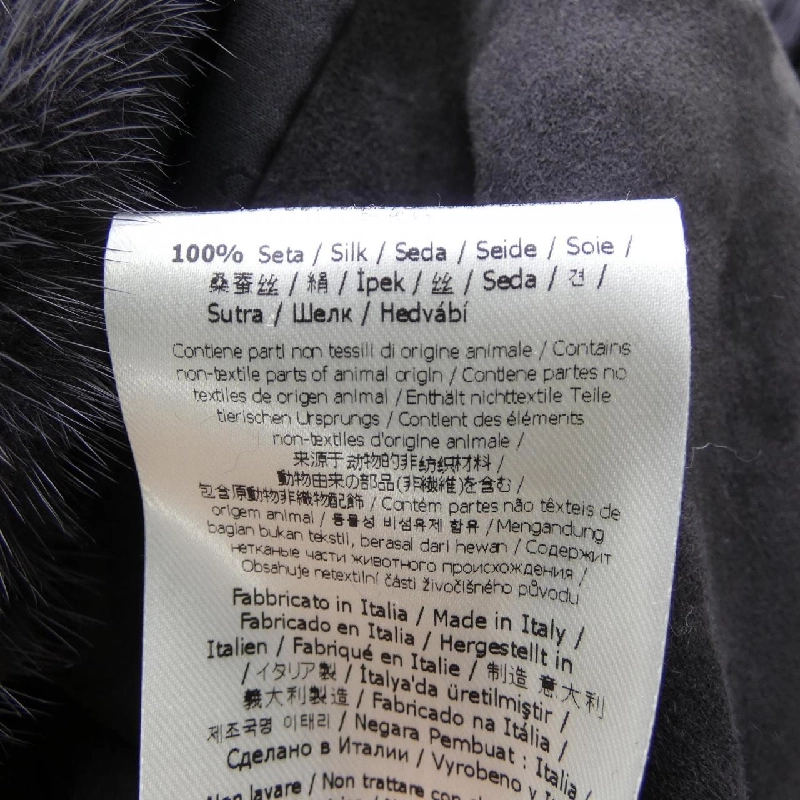 100% Seta / Silk / Seda / Seide / Soie /
桑蚕丝 / 絹 / İpek / 丝 / Seda / 견 /
Sutra / Шелк / Hedvábí
Contiene parti non tessili di origine animale / Contains
non-textile parts of animal origin / Contiene partes no
textiles de origen animal / Enthält nichttextile Teile
tierischen Ursprungs / Contient des éléments
non-textiles d'origine animale /
来源于动物的非纺织材料 /
動物由来の部品(非繊維)を含む /
包含原動物非織物配飾 / Contém partes não têxteis de
origem animal / 동물성 비섬유제 함유 / Mengandung
bagian bukan tekstil, berasal dari hewan / Содержит
нетканые части животного происхождения /
Obsahuje netextilní části živočišného původu
Fabbricato in Italia / Made in Italy /
Fabricado en Italia / Hergestellt in
Italien / Fabriqué en Italie / 制造 意大利
/ イタリア製 / İtalya'da üretilmiştir /
義大利製造 / Fabricado na Itália /
제조국명 이태리 / Negara Pembuat : Italia /
Сделано в Италии / Vyrobeno v
Non lavare / Non trattare con